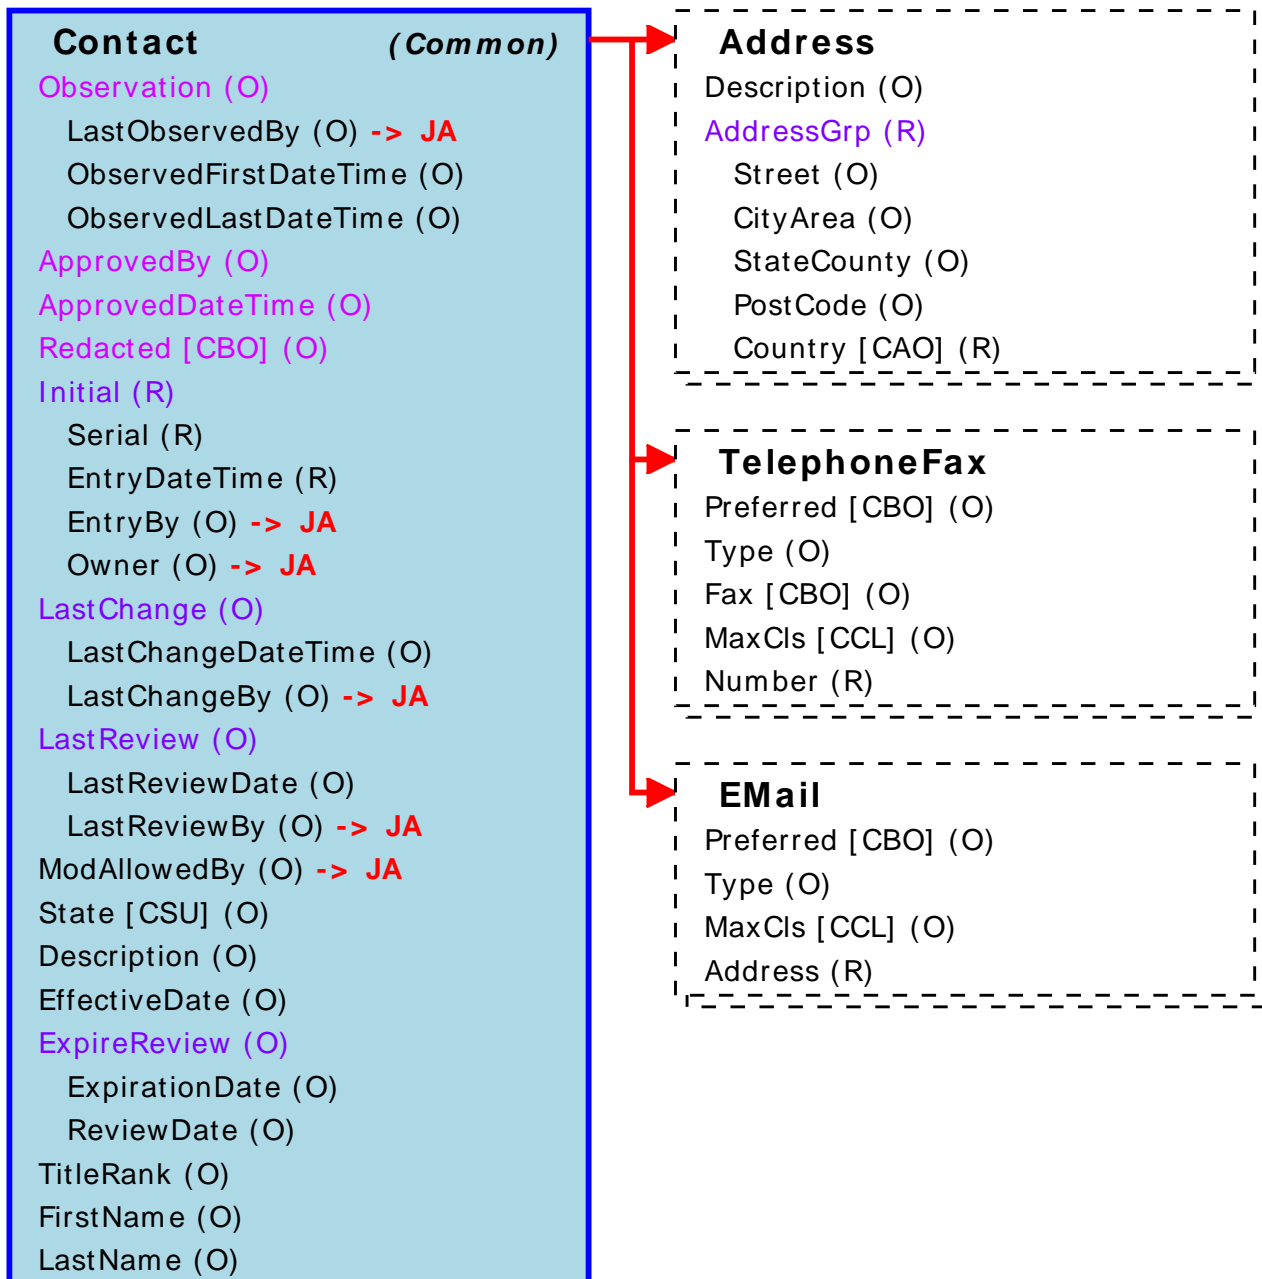 Contact (Common)
Observation (O)
LastObservedBy (O) -> JA
ObservedFirstDateTime (O)
ObservedLastDateTime (O)
ApprovedBy (O)
ApprovedDateTime (O)
Redacted [CBO] (O)
Initial (R)
Serial (R)
EntryDateTime (R)
EntryBy (O) -> JA
Owner (O) -> JA
LastChange (O)
LastChangeDateTime (O)
LastChangeBy (O) -> JA
LastReview (O)
LastReviewDate (O)
LastReviewBy (O) -> JA
ModAllowedBy (O) -> JA
State [CSU] (O)
Description (O)
EffectiveDate (O)
ExpireReview (O)
ExpirationDate (O)
ReviewDate (O)
TitleRank (O)
FirstName (O)
LastName (O)
Address
Description (O)
AddressGrp (R)
Street (O)
CityArea (O)
StateCounty (O)
PostCode (O)
Country [CAO] (R)
TelephoneFax
Preferred [CBO] (O)
Type (O)
Fax [CBO] (O)
MaxCls [CCL] (O)
Number (R)
EMail
Preferred [CBO] (O)
Type (O)
MaxCls [CCL] (O)
Address (R)